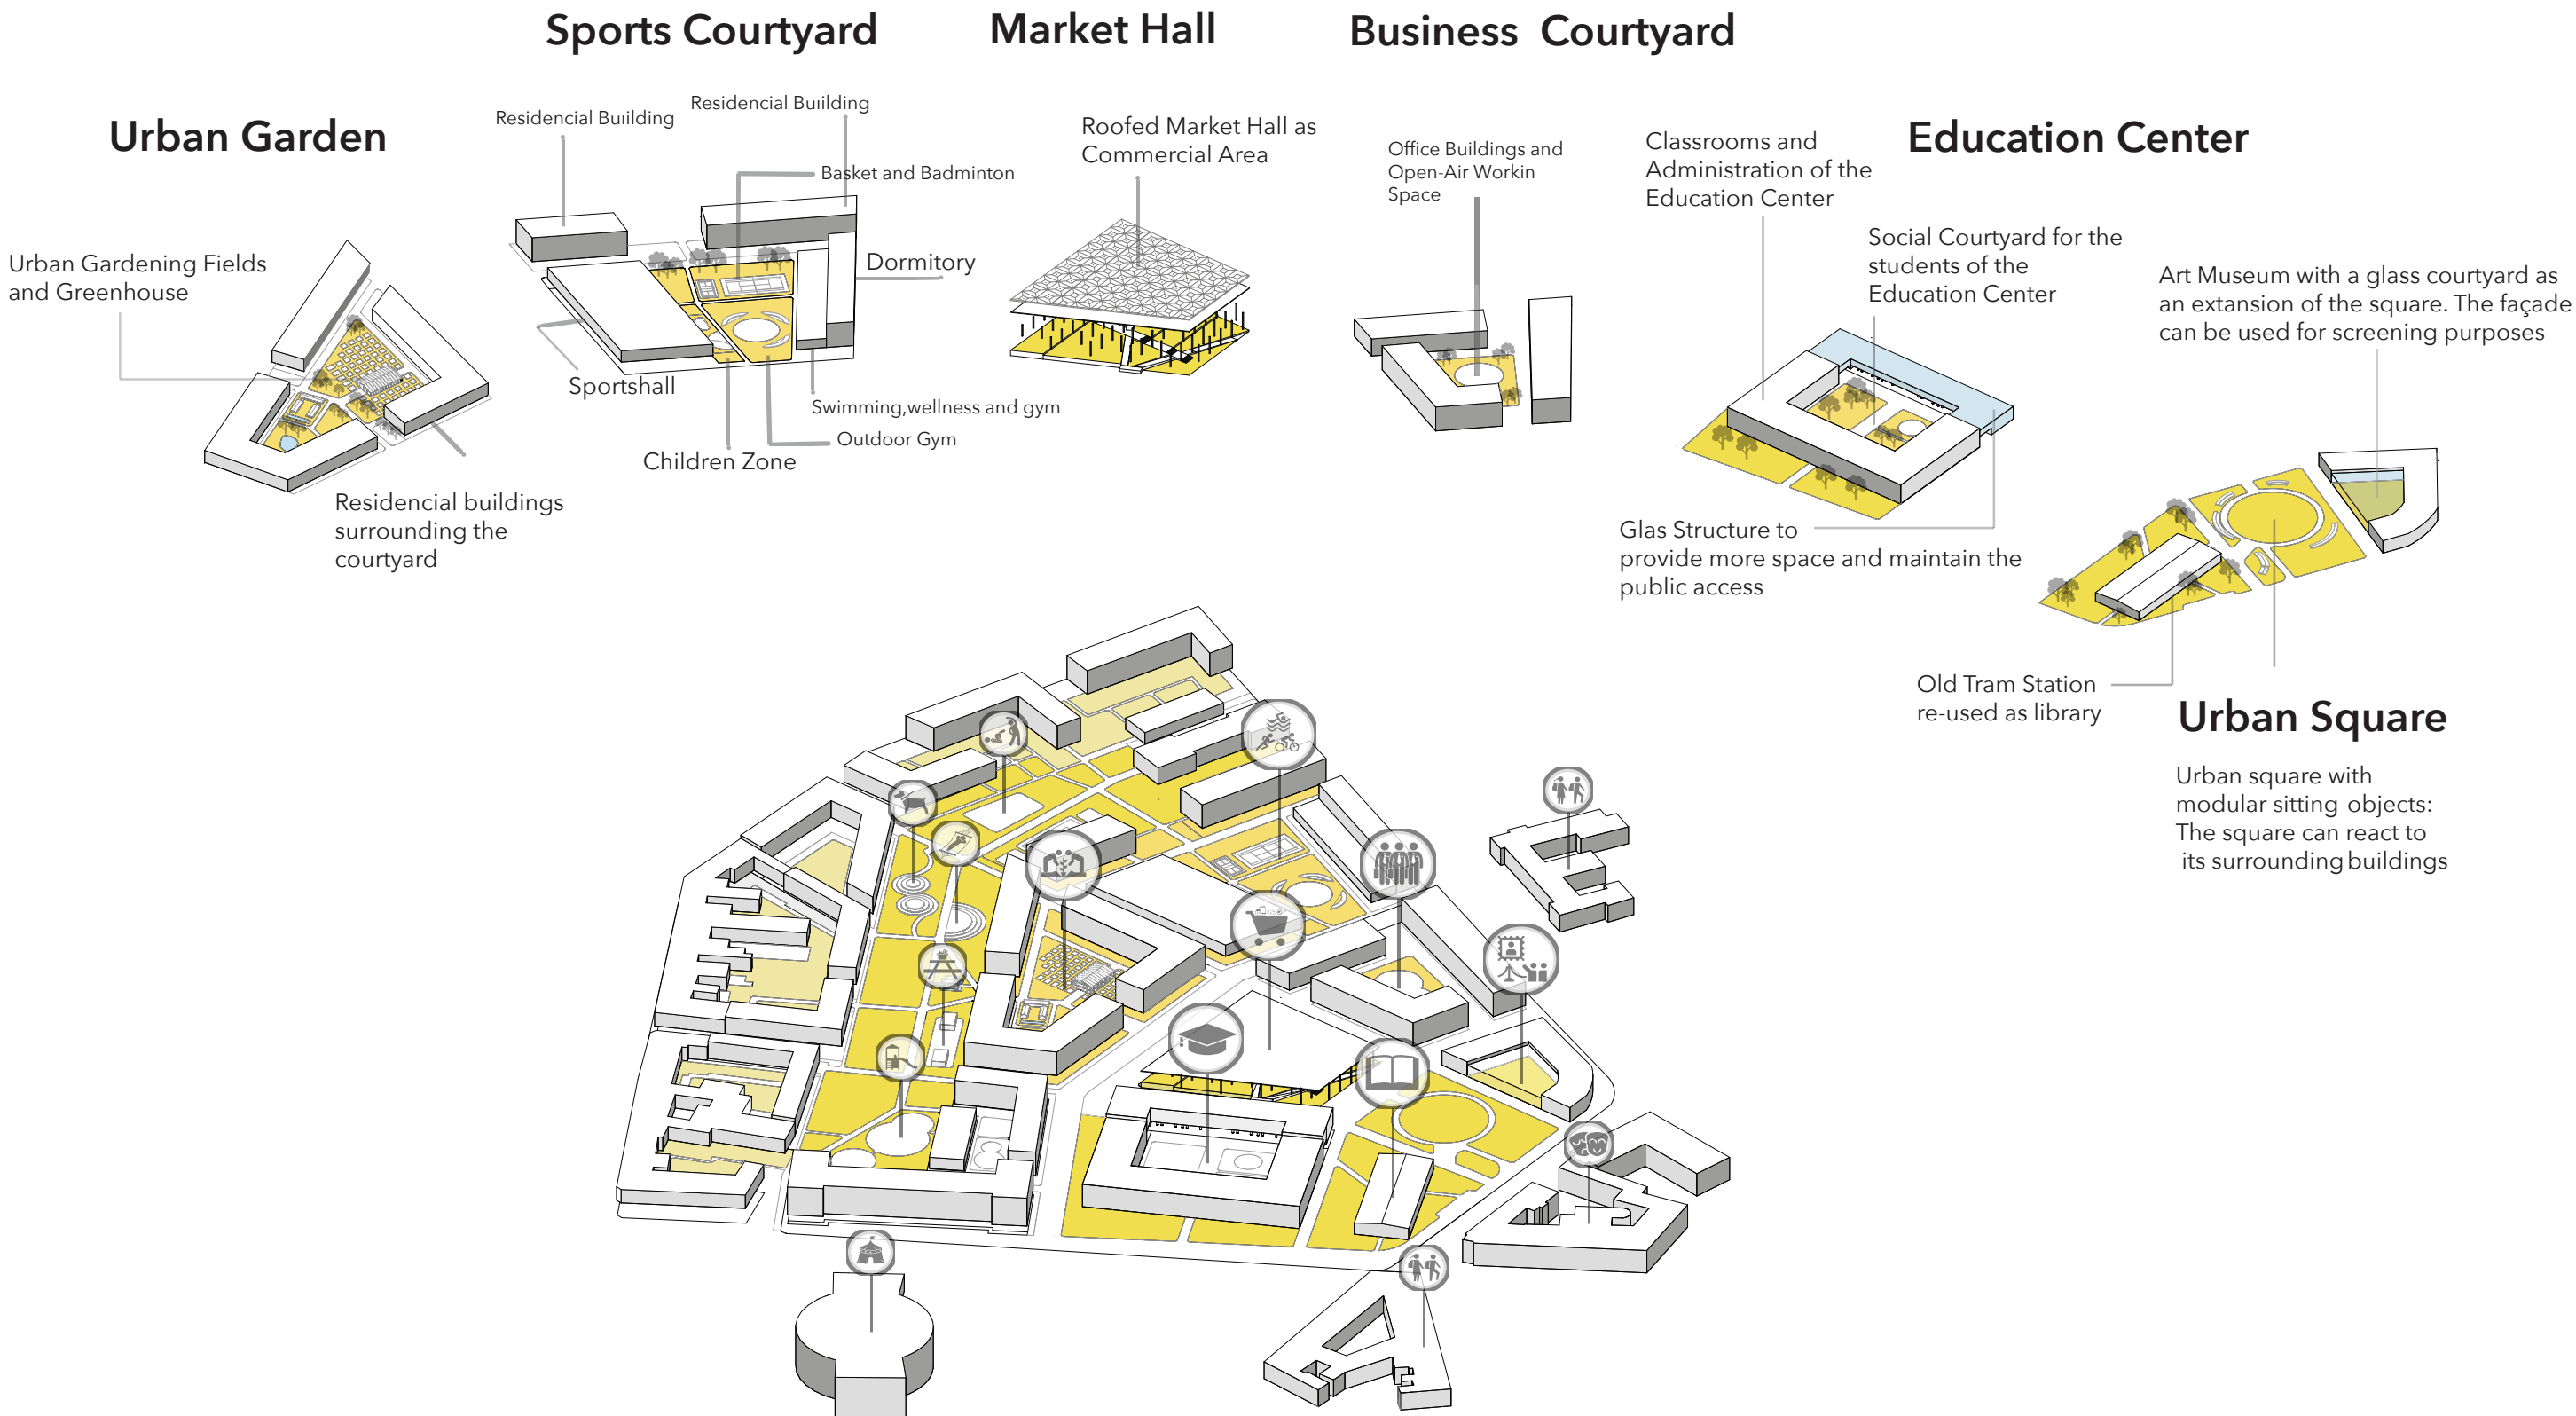 Sports Courtyard
Market Hall
Business Courtyard
Urban Garden
Education Center
Residencial Buuilding
Residencial Buiilding
Basket and Badminton
Dormitory
Sportshall
Swimming,wellness and gym
Outdoor Gym
Children Zone
Urban Gardening Fields
and Greenhouse
Residencial buildings
surrounding the
courtyard
Roofed Market Hall as
Commercial Area
Office Buildings and
Open-Air Workin
Space
Classrooms and
Administration of the
Education Center
Social Courtyard for the
students of the
Education Center
Glas Structure to
provide more space and maintain the
public access
Art Museum with a glass courtyard as
an extansion of the square. The façade
can be used for screening purposes
Old Tram Station
re-used as library
Urban Square
Urban square with
modular sitting objects:
The square can react to
its surrounding buildings